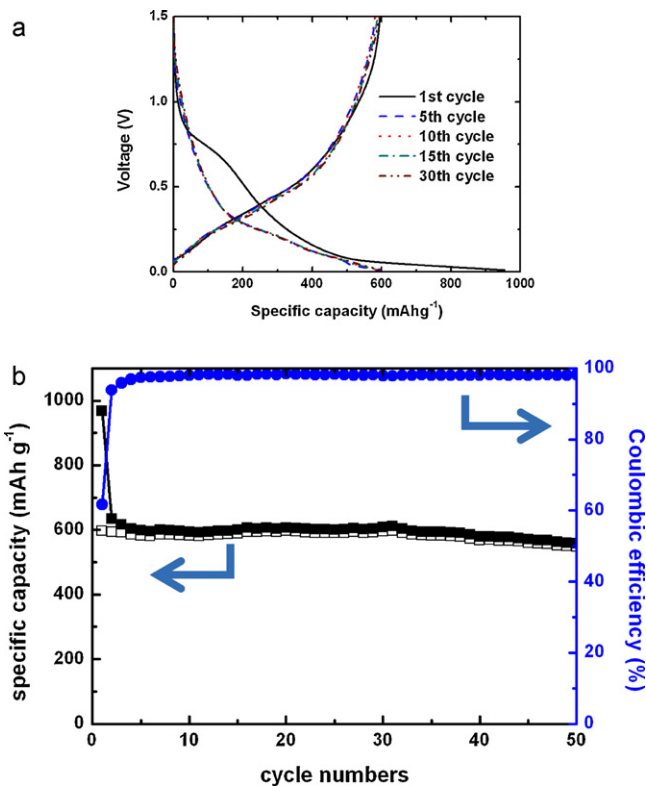 a
1.5
1.0
0.5
0.0
Voltage (V)
1st cycle
5th cycle
10th cycle
15th cycle
30th cycle
0 200 400 600 800 1000
Specific capacity (mAhg-1)
b
1000
800
600
400
200
0
specific capacity (mAh g-1)
100
80
60
40
20
0
Coulombic efficiency (%)
0 10 20 30 40 50
cycle numbers